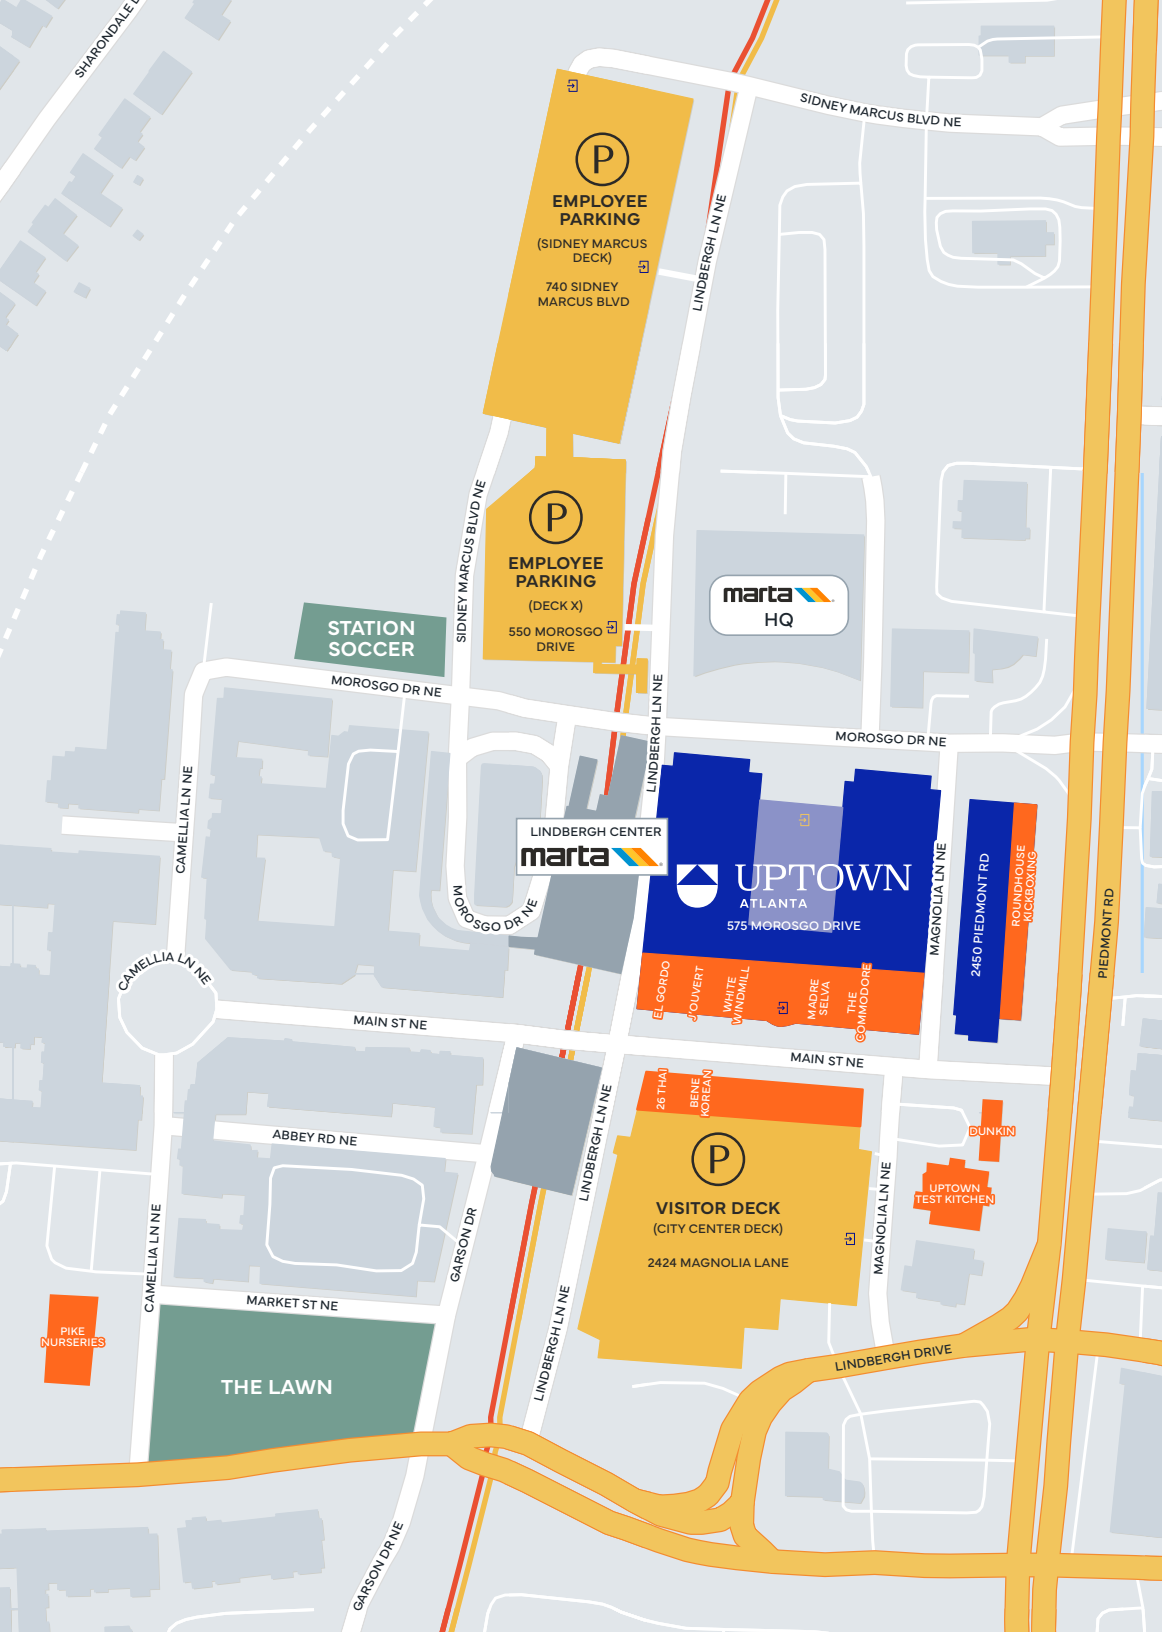 SHARONDALE D
SIDNEY MARCUS BLVD NE
P
EMPLOYEE
PARKING
(SIDNEY MARCUS
DECK)
740 SIDNEY
MARCUS BLVD
LINDBERGH LN NE
SIDNEY MARCUS BLVD NE
P
EMPLOYEE
PARKING
(DECK X)
550 MOROSGO
DRIVE
marta
HQ
STATION
SOCCER
MOROSGO DR NE
LINDBERGH LN NE
MOROSGO DR NE
CAMELLIA LN NE
LINDBERGH CENTER
marta
UPTOWN
ATLANTA
575 MOROSGO DRIVE
MAGNOLIA LN NE
2450 PIEDMONT RD
ROUNDHOUSE
KICKBOXING
PIEDMONT RD
MOROSGO DR NE
CAMELLIA LN NE
EL GORDO
J'OUVERT
WHITE
WINDMILL
MADRE
SELVA
THE
COMMODORE
MAIN ST NE
MAIN ST NE
26 THAI
BENE
KOREAN
LINDBERGH LN NE
ABBEY RD NE
DUNKIN
P
VISITOR DECK
(CITY CENTER DECK)
2424 MAGNOLIA LANE
MAGNOLIA LN NE
UPTOWN
TEST KITCHEN
CAMELLIA LN NE
GARSON DR
MARKET ST NE
LINDBERGH LN NE
PIKE
NURSERIES
THE LAWN
LINDBERGH DRIVE
GARSON DR NE